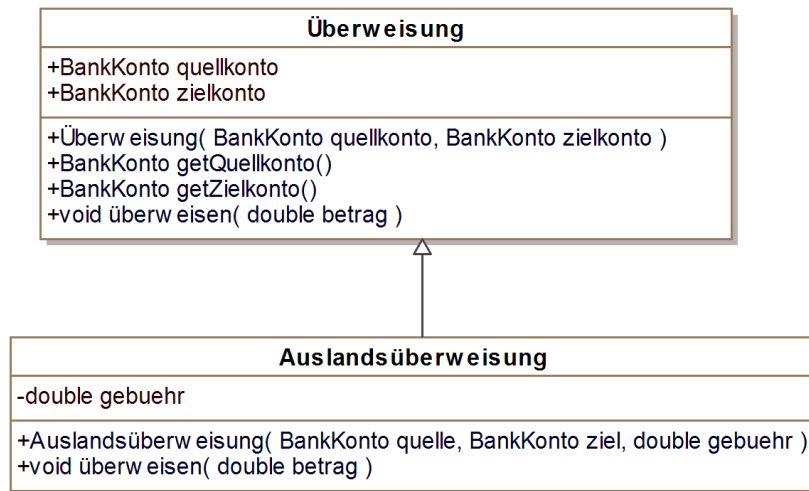 Überweisung
+BankKonto quellkonto
+BankKonto zielkonto
+Überweisung( BankKonto quellkonto, BankKonto zielkonto )
+BankKonto getQuellkonto()
+BankKonto getZielkonto()
+void überweisen( double betrag )
Auslandsüberweisung
-double gebuehr
+Auslandsüberweisung( BankKonto quelle, BankKonto ziel, double gebuehr )
+void überweisen( double betrag )